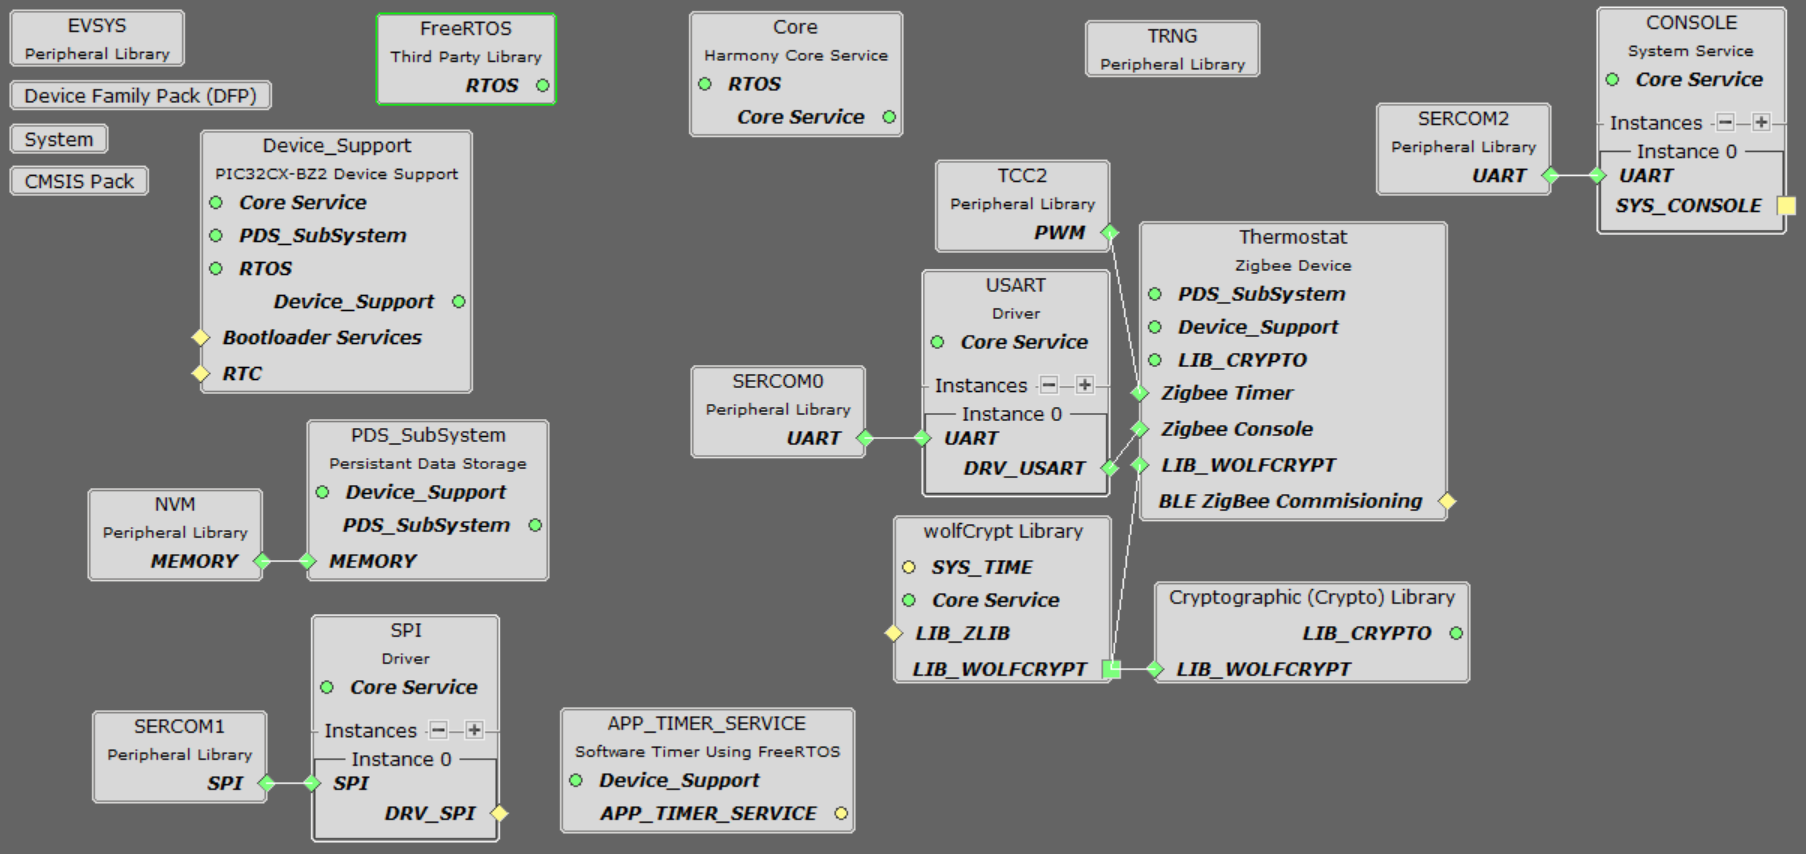 EVSYS
Peripheral Library
Device Family Pack (DFP)
System
CMSIS Pack
FreeRTOS
Third Party Library
RTOS
Core
Harmony Core Service
RTOS
Core Service
TRNG
Peripheral Library
CONSOLE
System Service
Core Service
Instances
Instance 0
UART
SYS_CONSOLE
SERCOM2
Peripheral Library
UART
Device_Support
PIC32CX-BZ2 Device Support
Core Service
PDS_SubSystem
RTOS
Device_Support
Bootloader Services
RTC
TCC2
Peripheral Library
PWM
Thermostat
Zigbee Device
PDS_SubSystem
Device_Support
LIB_CRYPTO
Zigbee Timer
Zigbee Console
LIB_WOLFCRYPT
BLE ZigBee Commisioning
USART
Driver
Core Service
Instances
Instance 0
UART
DRV_USART
SERCOM0
Peripheral Library
UART
PDS_SubSystem
Persistant Data Storage
Device_Support
PDS_SubSystem
MEMORY
NVM
Peripheral Library
MEMORY
wolfCrypt Library
SYS_TIME
Core Service
LIB_ZLIB
LIB_WOLFCRYPT
Cryptographic (Crypto) Library
LIB_CRYPTO
LIB_WOLFCRYPT
SPI
Driver
Core Service
Instances
Instance 0
SPI
DRV_SPI
SERCOM1
Peripheral Library
SPI
APP_TIMER_SERVICE
Software Timer Using FreeRTOS
Device_Support
APP_TIMER_SERVICE